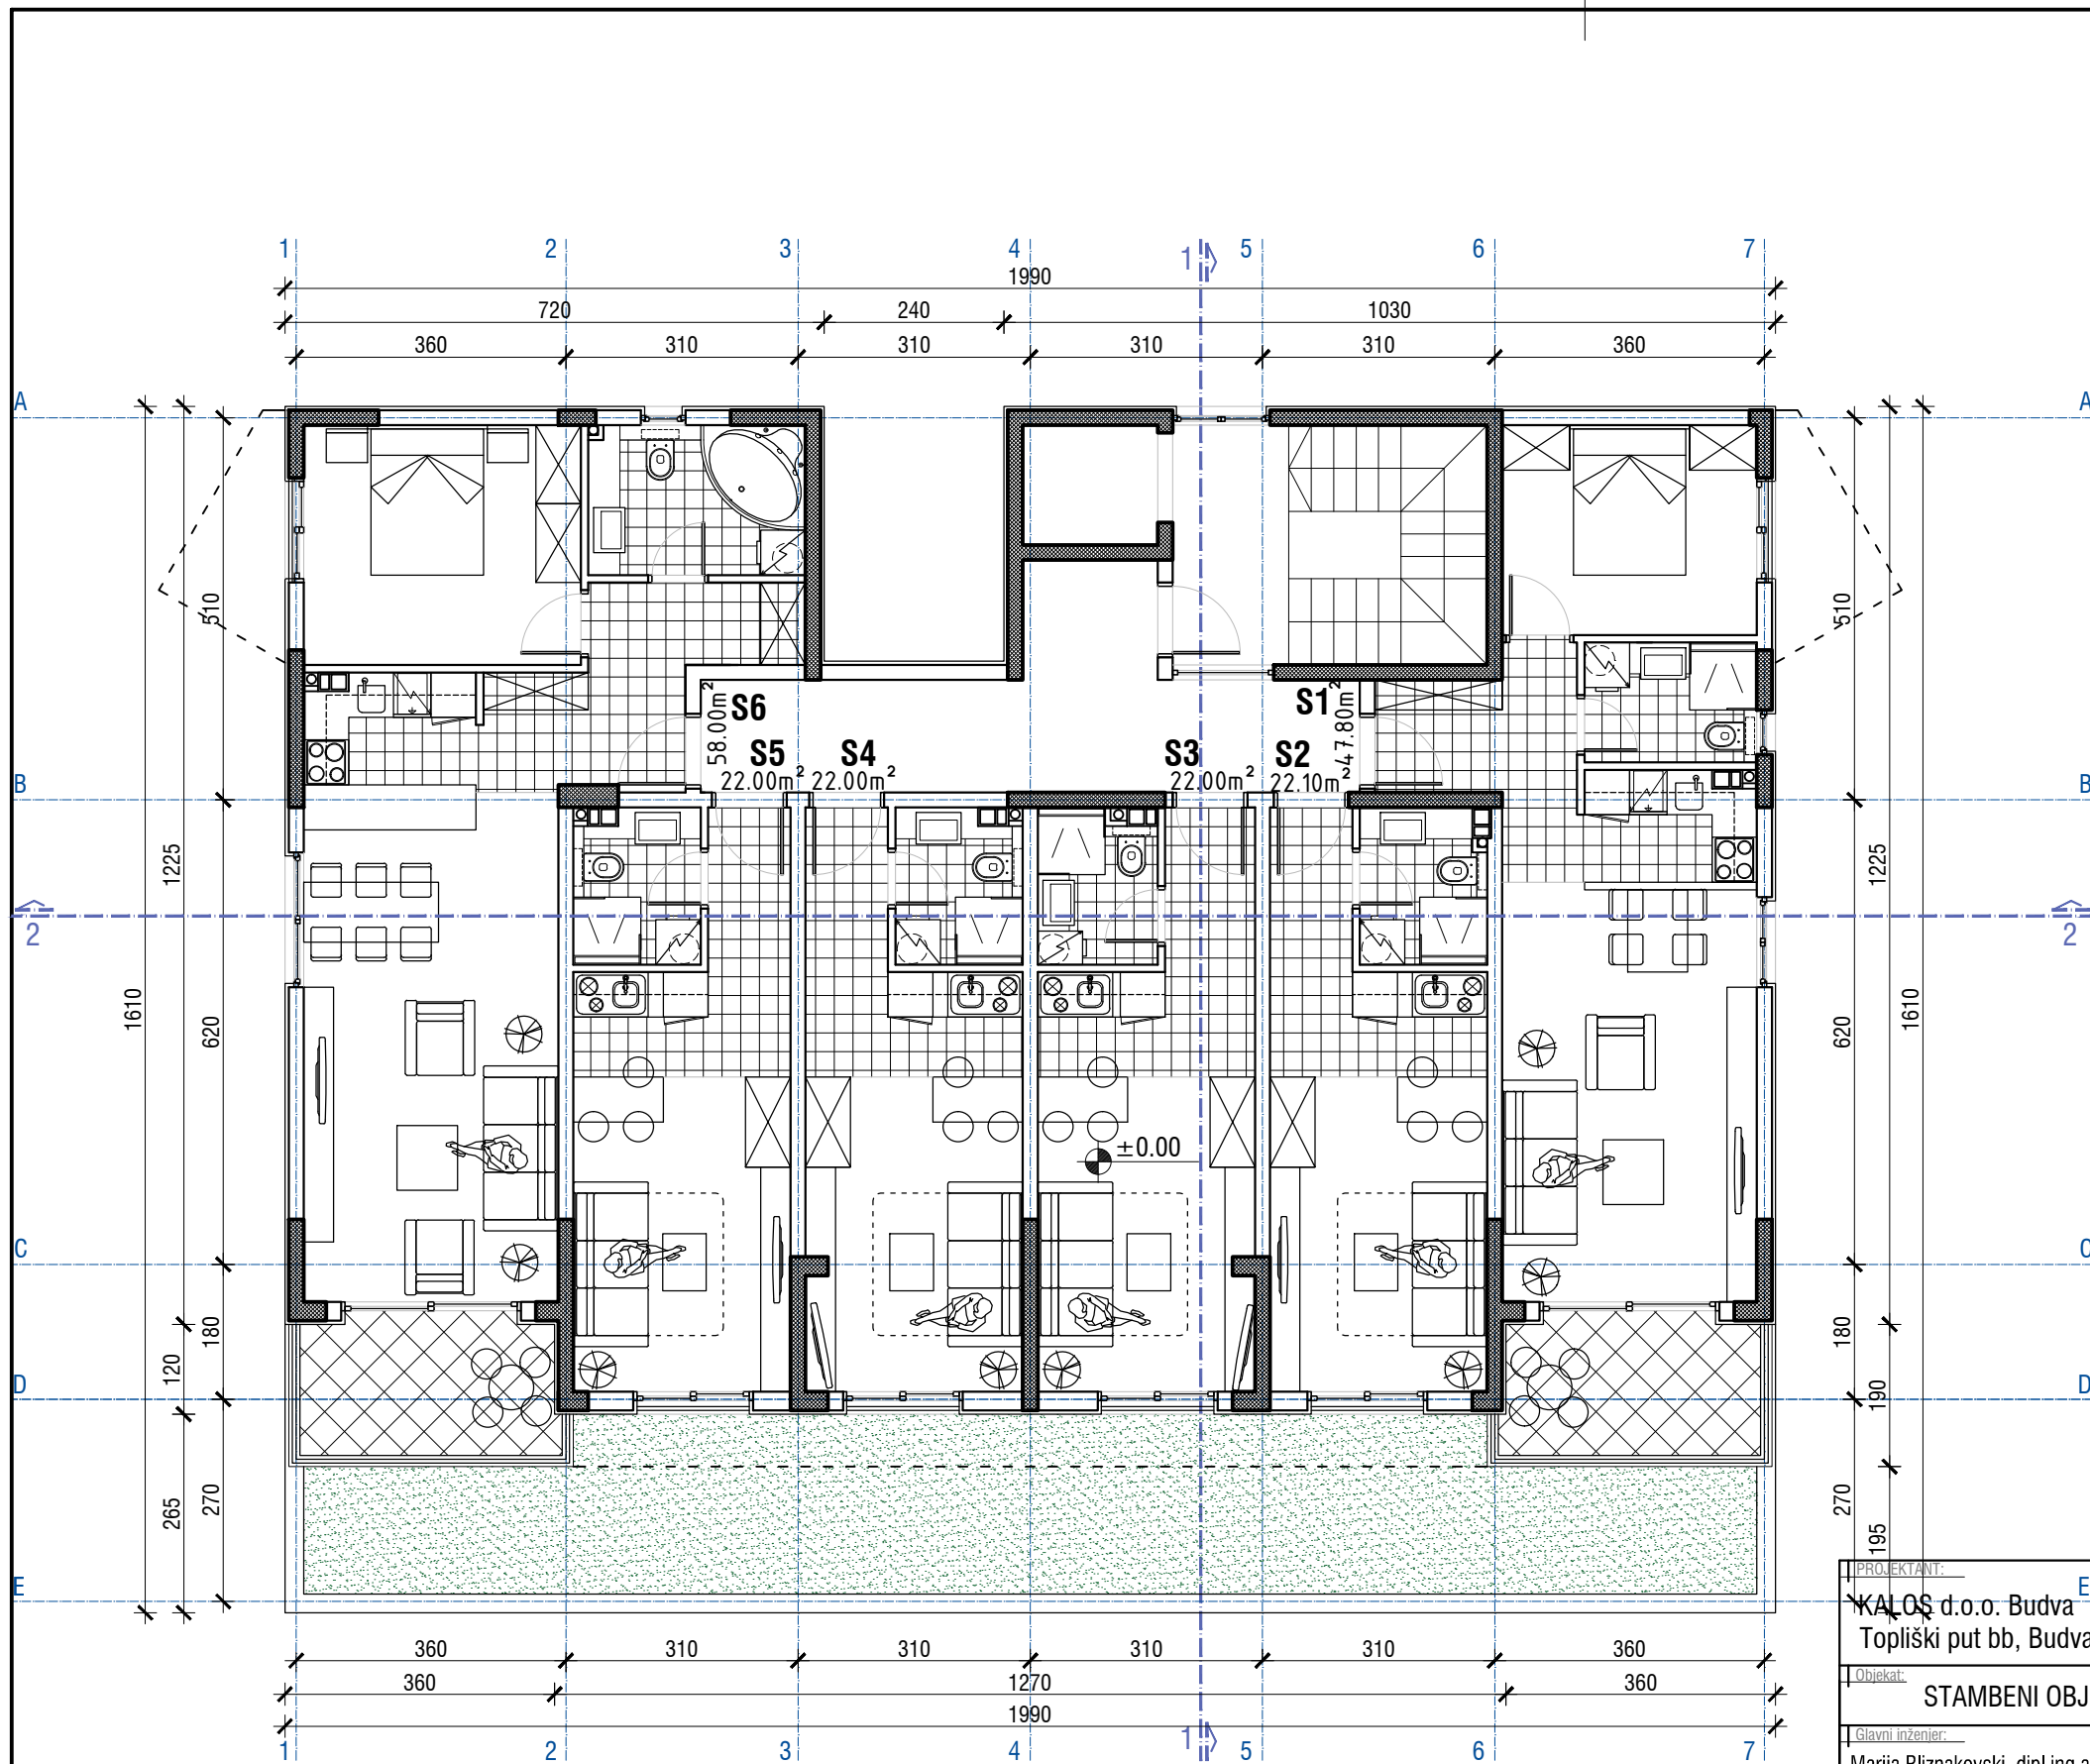 1 2 3 4 1 5 6 7
1990
720 240 1030
360 310 310 310 310 360
A A
510 510
S6 58.00m²
S1 47.80m²
S5 22.00m²
S4 22.00m²
S3 22.00m²
S2 22.10m²
B B
1225 1225
2 2
1610 620 620 1610
±0.00
C C
180 180
120
D D
190
265 270 270
195
E E
PROJEKTANT:
KALOS d.o.o. Budva
Topliški put bb, Budva
360 310 310 310 310 360
360 1270 360
1990
Objekat:
STAMBENI OBJ
Glavni inženjer:
Marija Bliznakovski, dipl.ing.a
1 2 3 4 1 5 6 7